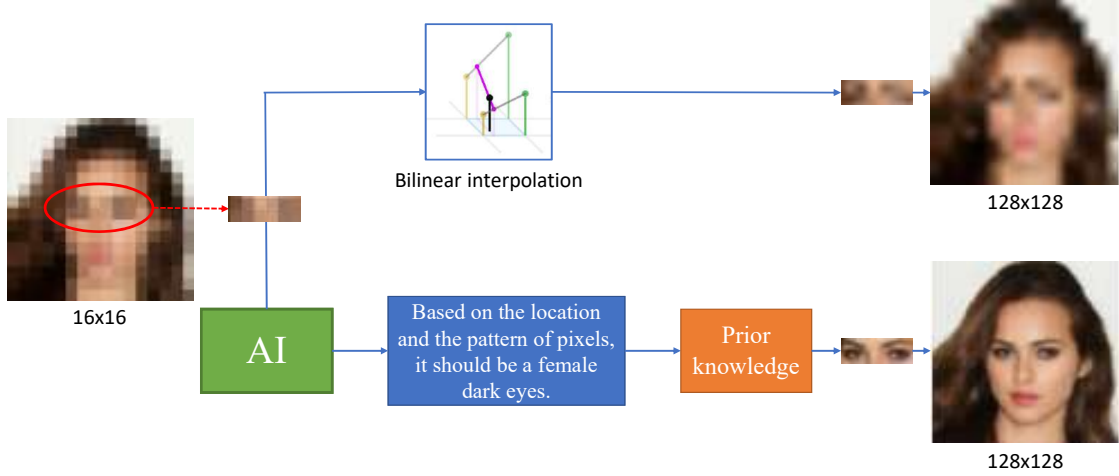 Bilinear interpolation
128x128
16x16
AI
Based on the location
and the pattern of pixels,
it should be a female
dark eyes.
Prior
knowledge
128x128